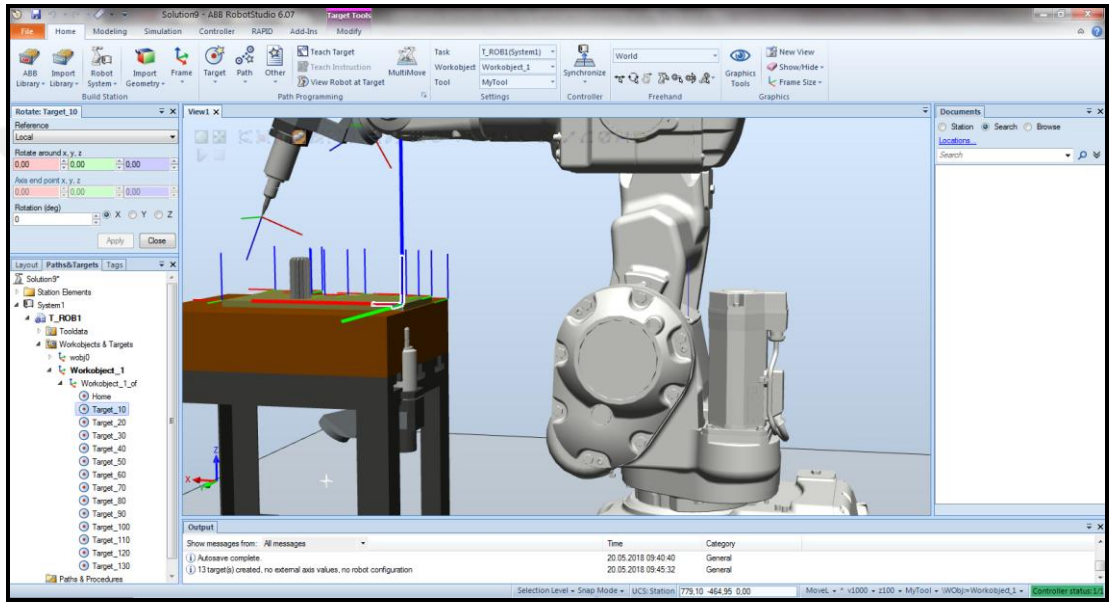 Solution9 - ABB RobotStudio 6.07
Target Tools
File Home Modeling Simulation Controller RAPID Add-Ins Modify
ABB Library
Import Library
Robot System
Import Geometry
Frame
Build Station
Target
Path
Other
Teach Target
Teach Instruction
View Robot at Target
MultiMove
Path Programming
Task T_ROB1(System1)
Workobject Workobject_1
Tool MyTool
Settings
Synchronize
Controller
World
Freehand
Graphics Tools
New View
Show/Hide
Frame Size
Graphics
Rotate: Target_10
Reference
Local
Rotate around x, y, z
0,00 0,00 0,00
Axis end point x, y, z
0,00 0,00 0,00
Rotation (deg)
0 X Y Z
Apply Close
Layout Paths&Targets Tags
Solution9*
Station Elements
System1
T_ROB1
Tooldata
Workobjects & Targets
wobj0
Workobject_1
Workobject_1_of
Home
Target_10
Target_20
Target_30
Target_40
Target_50
Target_60
Target_70
Target_80
Target_90
Target_100
Target_110
Target_120
Target_130
Paths & Procedures
View1
Z
X
Documents
Station Search Browse
Locations...
Search
Output
Show messages from: All messages Time Category
Autosave complete. 20.05.2018 09:40:40 General
13 target(s) created, no external axis values, no robot configuration 20.05.2018 09:45:32 General
Selection Level Snap Mode UCS: Station 779,10 -464,95 0,00 MoveL * v1000 z100 MyTool \WObj:=Workobject_1 Controller status: 1/1